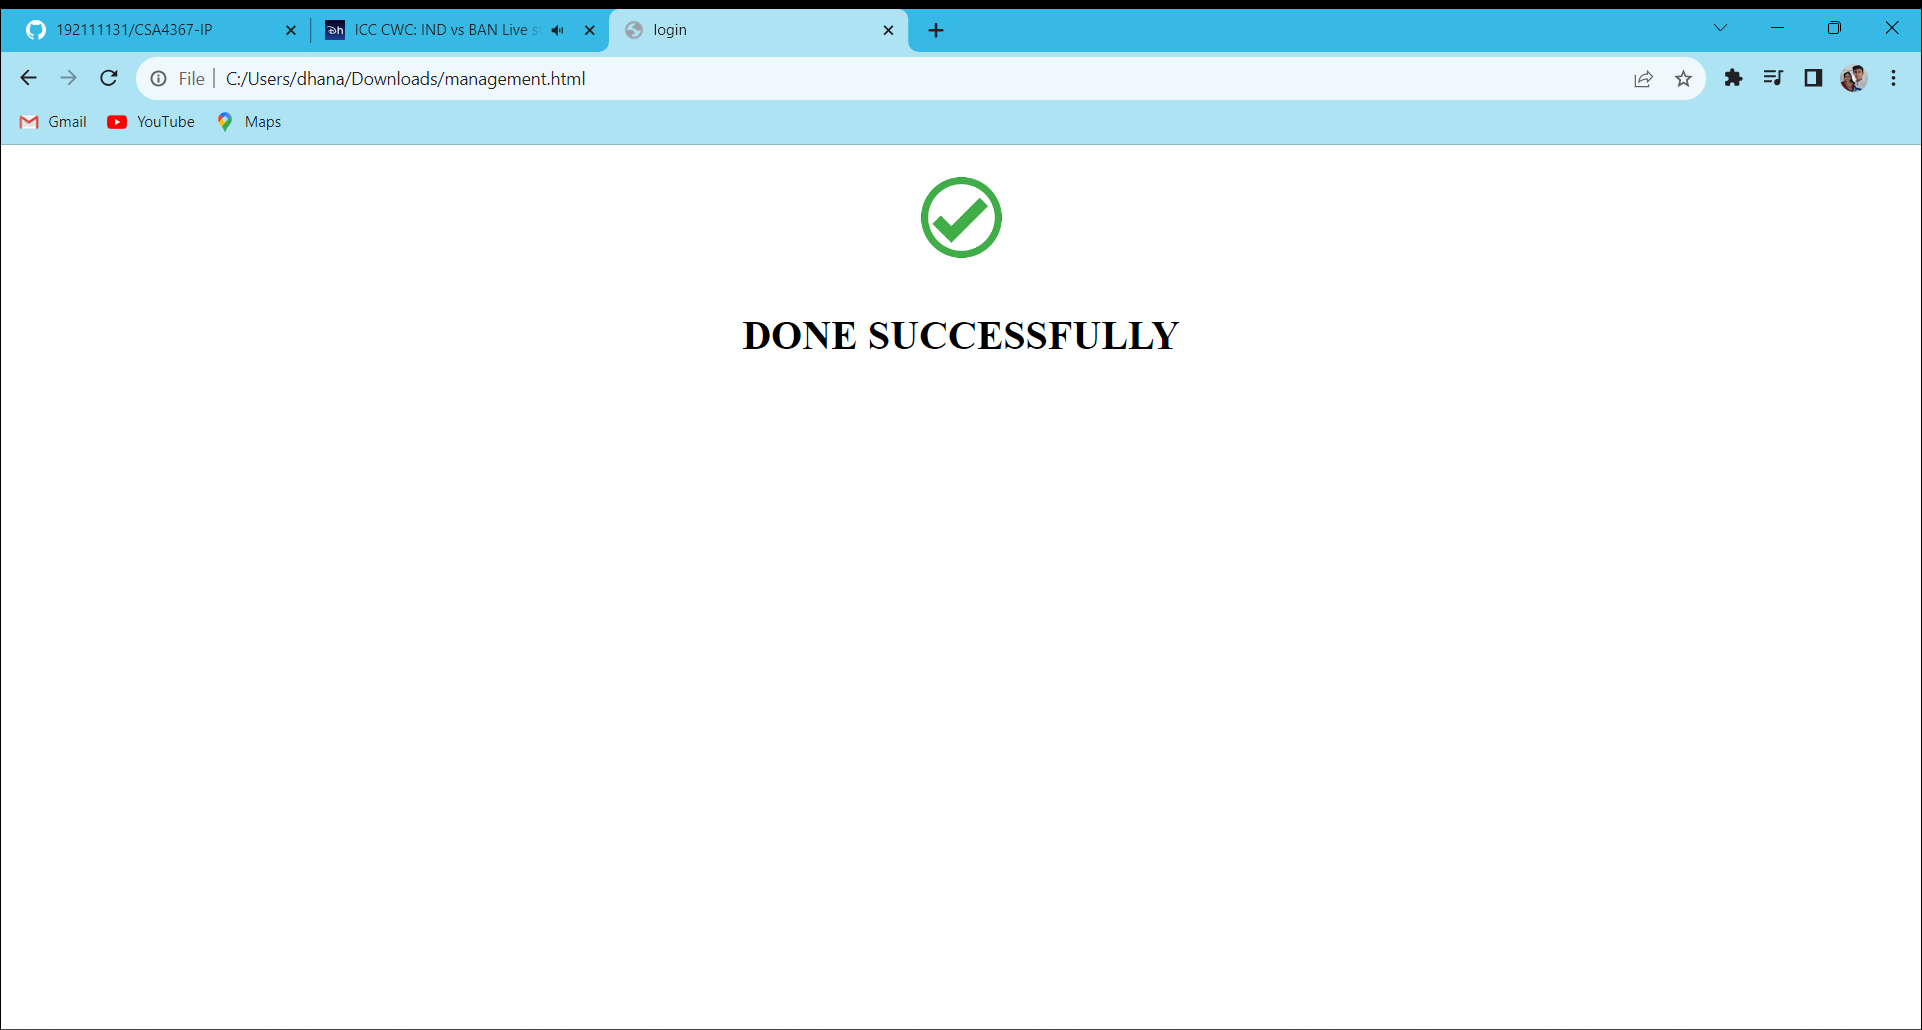 192111131/CSA4367-IP
ICC CWC: IND vs BAN Live
login
File
C:/Users/dhana/Downloads/management.html
Gmail
YouTube
Maps
DONE SUCCESSFULLY